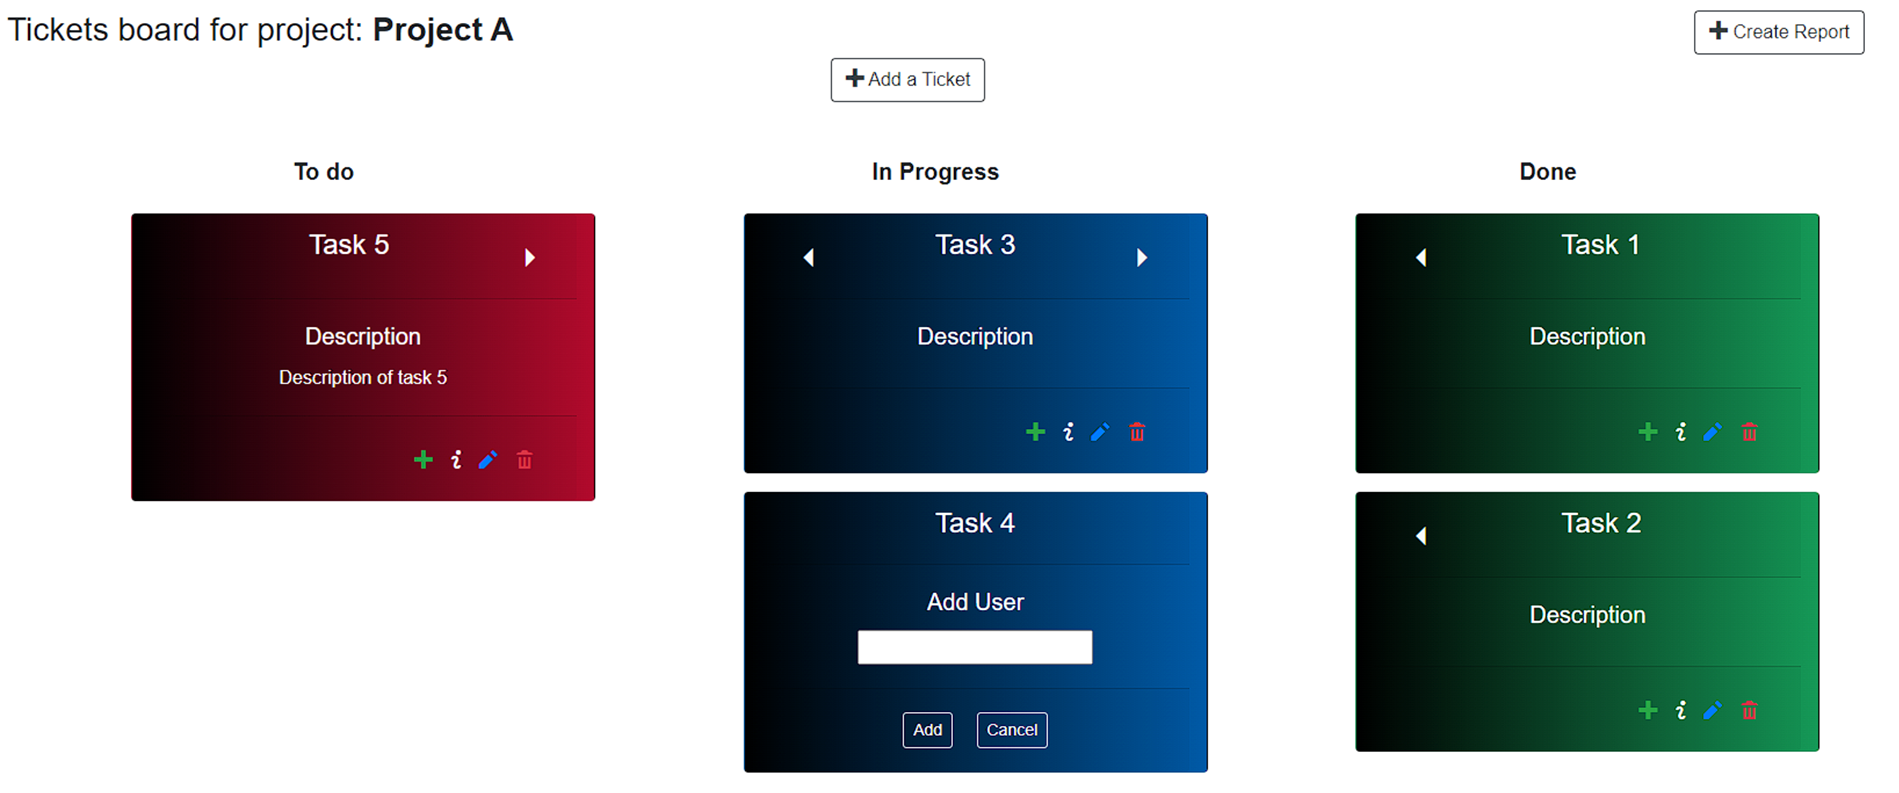 Tickets board for project: Project A
Create Report
Add a Ticket
To do
Task 5
Description
Description of task 5
In Progress
Task 3
Description
Task 4
Add User
Add Cancel
Done
Task 1
Description
Task 2
Description